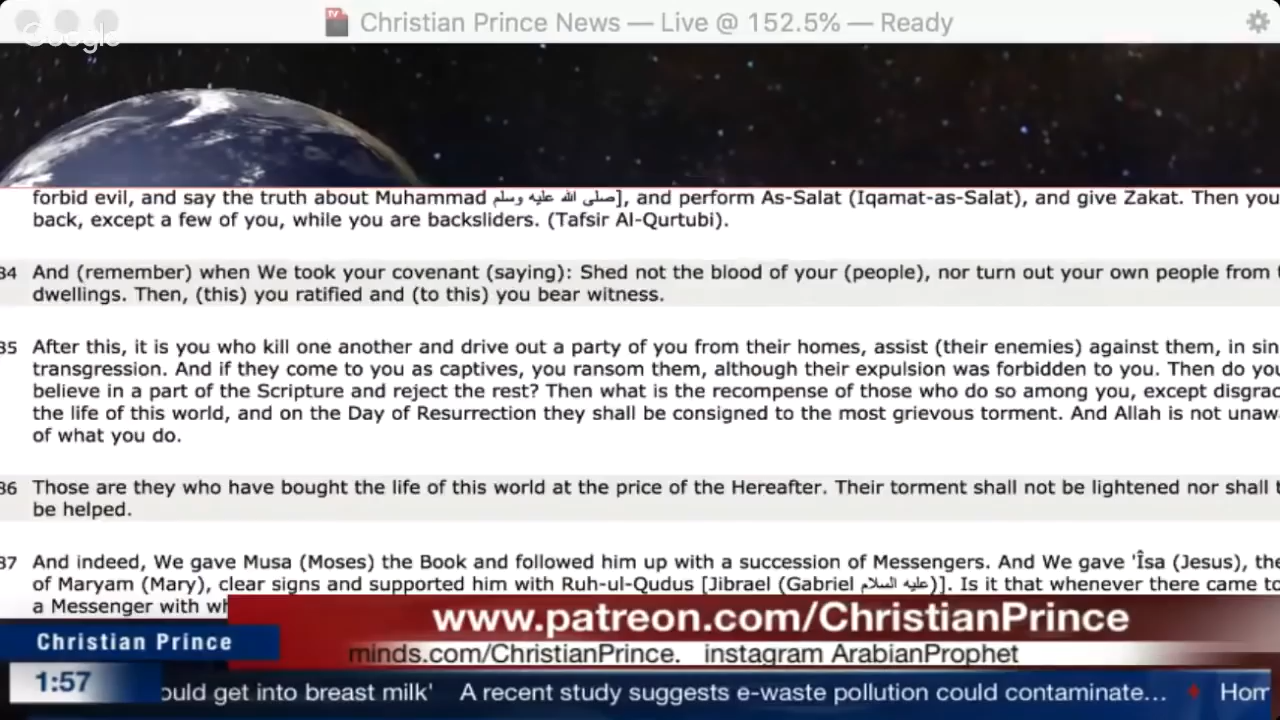 Christian Prince News — Live @ 152.5% — Ready
Google
forbid evil, and say the truth about Muhammad صلى الله عليه وسلم], and perform As-Salat (Iqamat-as-Salat), and give Zakat. Then you
back, except a few of you, while you are backsliders. (Tafsir Al-Qurtubi).
84 And (remember) when We took your covenant (saying): Shed not the blood of your (people), nor turn out your own people from
dwellings. Then, (this) you ratified and (to this) you bear witness.
85 After this, it is you who kill one another and drive out a party of you from their homes, assist (their enemies) against them, in sin
transgression. And if they come to you as captives, you ransom them, although their expulsion was forbidden to you. Then do you
believe in a part of the Scripture and reject the rest? Then what is the recompense of those who do so among you, except disgrac
the life of this world, and on the Day of Resurrection they shall be consigned to the most grievous torment. And Allah is not unaw
of what you do.
86 Those are they who have bought the life of this world at the price of the Hereafter. Their torment shall not be lightened nor shall
be helped.
87 And indeed, We gave Musa (Moses) the Book and followed him up with a succession of Messengers. And We gave 'Îsa (Jesus), the
of Maryam (Mary), clear signs and supported him with Ruh-ul-Qudus [Jibrael (Gabriel عليه السلام)]. Is it that whenever there came to
a Messenger with wh
www.patreon.com/ChristianPrince
Christian Prince
minds.com/ChristianPrince. instagram ArabianProphet
1:57
ould get into breast milk' A recent study suggests e-waste pollution could contaminate... Hom